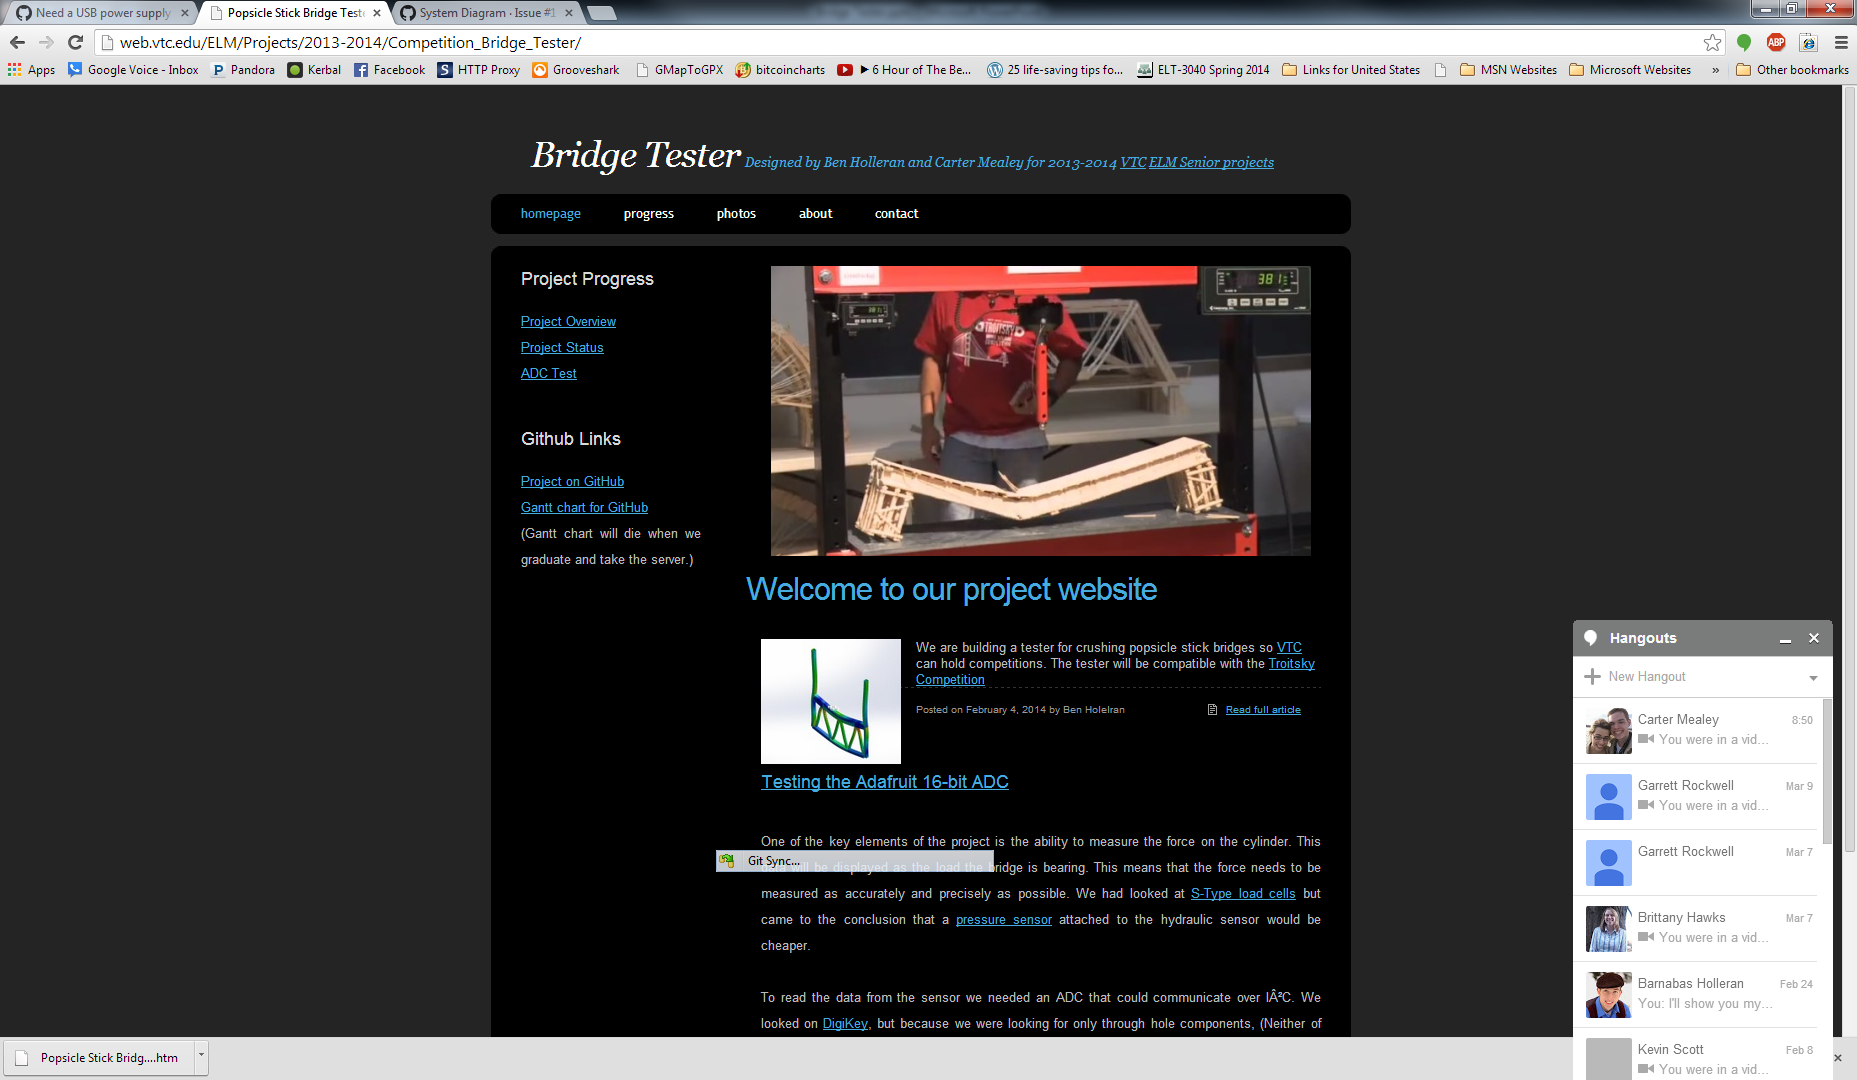 Need a USB power supply
Popsicle Stick Bridge Teste
System Diagram · Issue #1
web.vtc.edu/ELM/Projects/2013-2014/Competition_Bridge_Tester/
ABP
Apps
Google Voice - Inbox
Pandora
Kerbal
Facebook
HTTP Proxy
Grooveshark
GMapToGPX
bitcoincharts
▶ 6 Hour of The Be...
25 life-saving tips fo...
ELT-3040 Spring 2014
Links for United States
MSN Websites
Microsoft Websites
»
Other bookmarks
Bridge Tester Designed by Ben Holleran and Carter Mealey for 2013-2014 VTC ELM Senior projects
homepage
progress
photos
about
contact
Project Progress
Project Overview
Project Status
ADC Test
Github Links
Project on GitHub
Gantt chart for GitHub
(Gantt chart will die when we
graduate and take the server.)
381
TROITSKY
Welcome to our project website
We are building a tester for crushing popsicle stick bridges so VTC
can hold competitions. The tester will be compatible with the Troitsky
Competition
Posted on February 4, 2014 by Ben Holelran
Read full article
Testing the Adafruit 16-bit ADC
One of the key elements of the project is the ability to measure the force on the cylinder. This
Git Sync...
data will be displayed as the load the bridge is bearing. This means that the force needs to be
measured as accurately and precisely as possible. We had looked at S-Type load cells but
came to the conclusion that a pressure sensor attached to the hydraulic sensor would be
cheaper.
To read the data from the sensor we needed an ADC that could communicate over IÂ²C. We
looked on DigiKey, but because we were looking for only through hole components, (Neither of
Hangouts
New Hangout
Carter Mealey 8:50
You were in a vid...
Garrett Rockwell Mar 9
You were in a vid...
Garrett Rockwell Mar 7
Brittany Hawks Mar 7
You were in a vid...
Barnabas Holleran Feb 24
You: I'll show you my...
Kevin Scott Feb 8
You were in a vid...
Popsicle Stick Bridg....htm